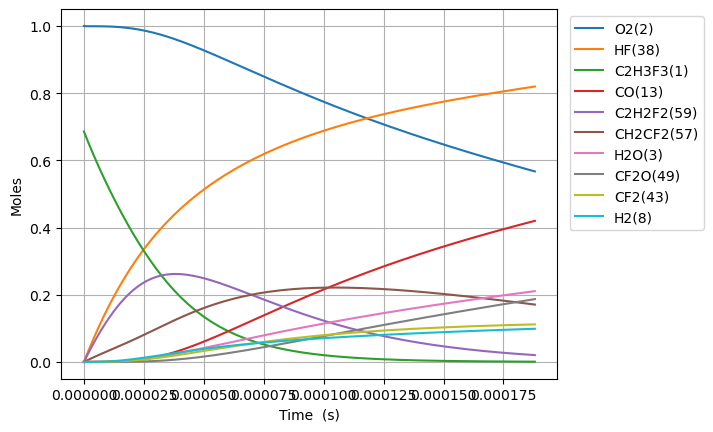 1.0
0.8
0.6
0.4
0.2
0.0
Moles
0.000000 0.000025 0.000050 0.000075 0.000100 0.000125 0.000150 0.000175
Time (s)
O2(2)
HF(38)
C2H3F3(1)
CO(13)
C2H2F2(59)
CH2CF2(57)
H2O(3)
CF2O(49)
CF2(43)
H2(8)